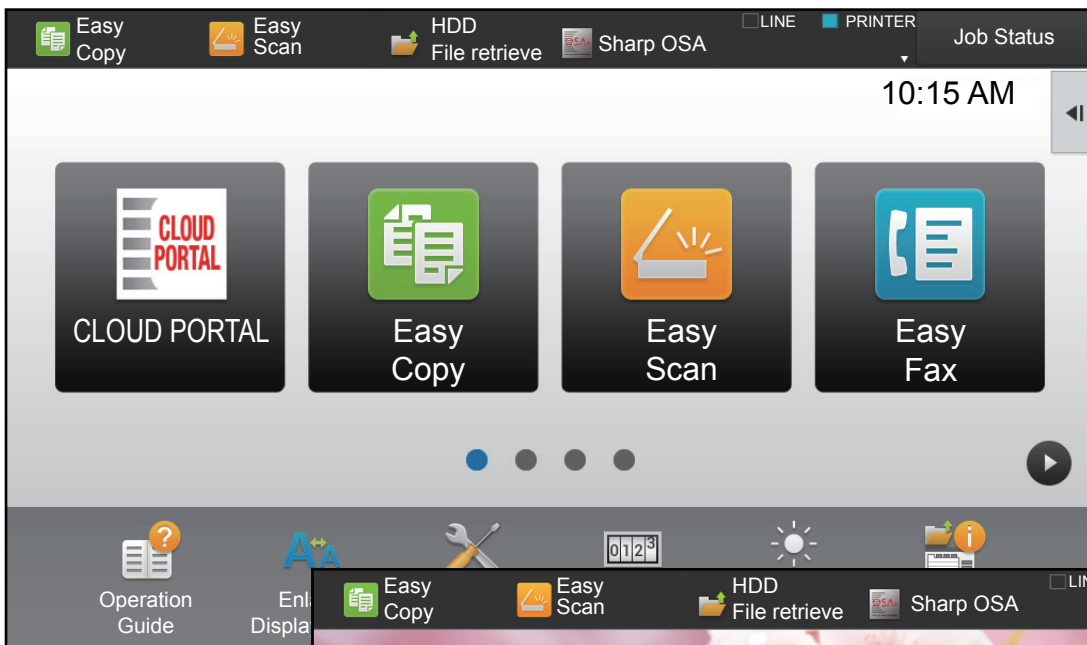 Easy
Copy
Easy
Scan
HDD
File retrieve
OSA
Sharp OSA
LINE
PRINTER
Job Status
10:15 AM
CLOUD
PORTAL
CLOUD PORTAL
Easy
Copy
Easy
Scan
Easy
Fax
?
A A
0123
i
Operation
Guide
Easy
Copy
Easy
Scan
HDD
File retrieve
OSA
Sharp OSA